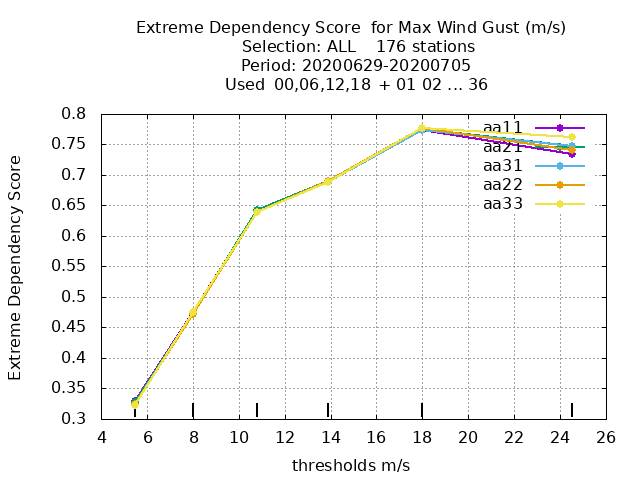 Extreme Dependency Score for Max Wind Gust (m/s)
Selection: ALL 176 stations
Period: 20200629-20200705
Used 00,06,12,18 + 01 02 ... 36
Extreme Dependency Score
0.8
0.75
0.7
0.65
0.6
0.55
0.5
0.45
0.4
0.35
0.3
aa11
aa21
aa31
aa22
aa33
4 6 8 10 12 14 16 18 20 22 24 26
thresholds m/s